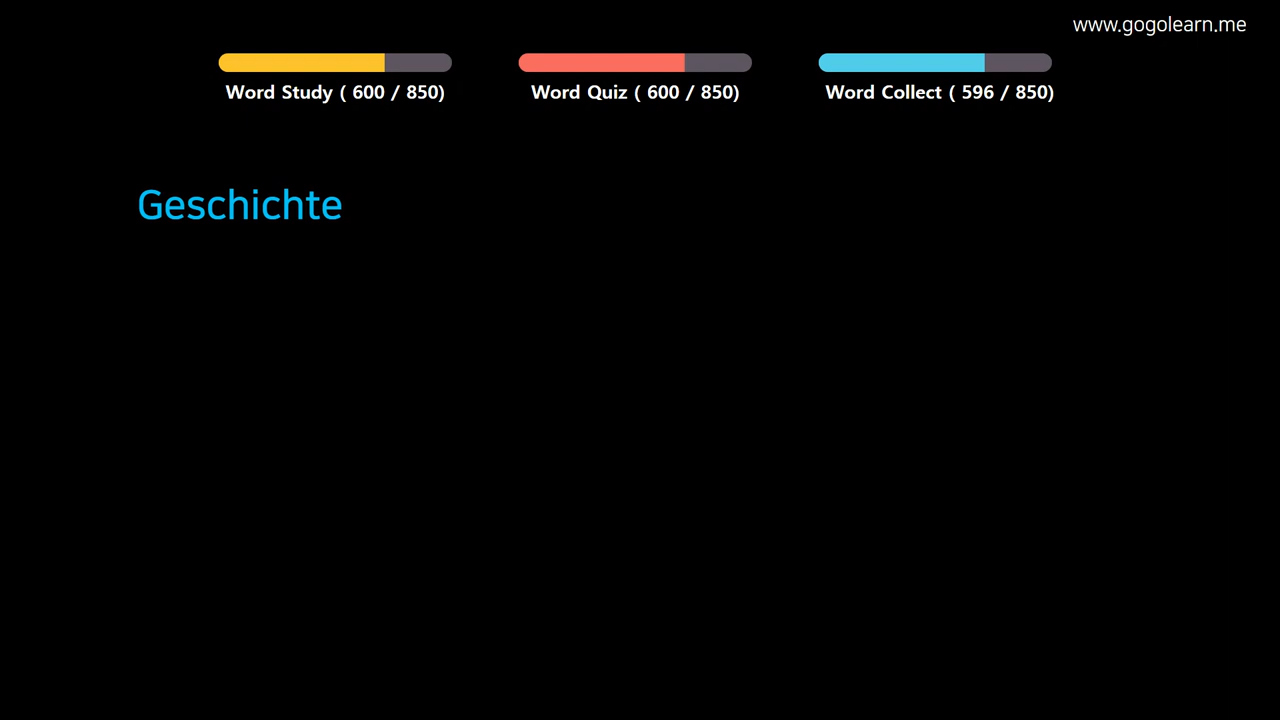 www.gogolearn.me
Word Study ( 600 / 850)
Word Quiz ( 600 / 850)
Word Collect ( 596 / 850)
Geschichte